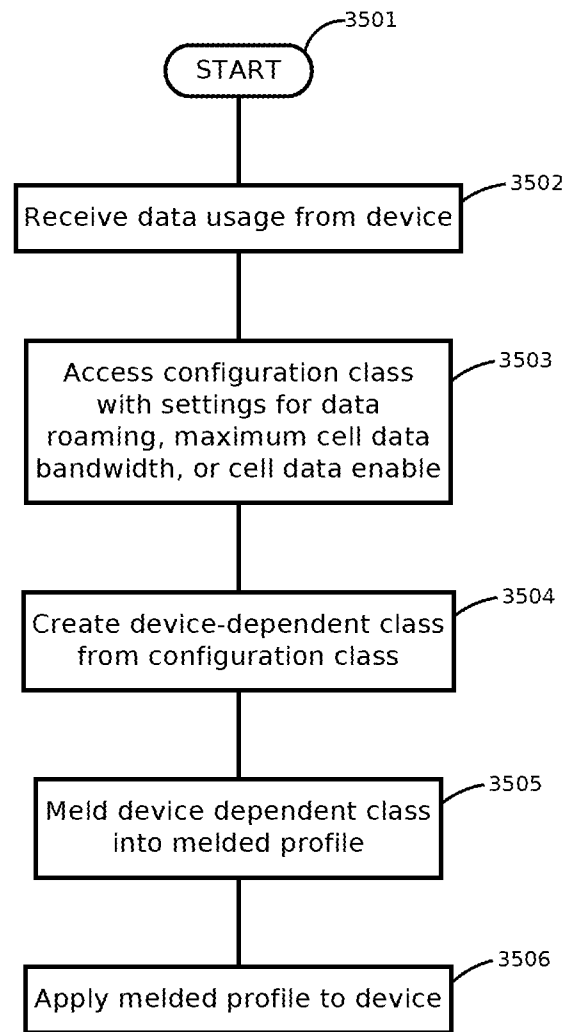 3501
START
3502
Receive data usage from device
3503
Access configuration class
with settings for data
roaming, maximum cell data
bandwidth, or cell data enable
3504
Create device-dependent class
from configuration class
3505
Meld device dependent class
into melded profile
3506
Apply melded profile to device